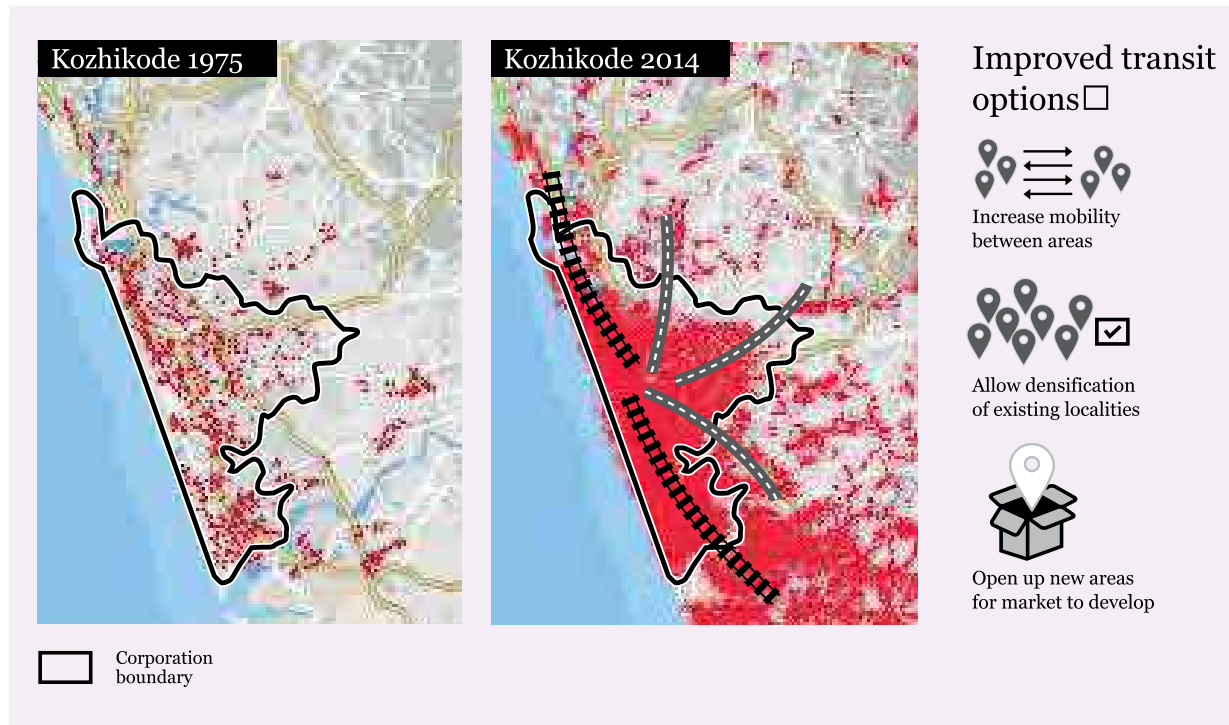 Kozhikode 1975
Kozhikode 2014
Improved transit
options□
Increase mobility
between areas
Allow densification
of existing localities
Open up new areas
for market to develop
Corporation
boundary